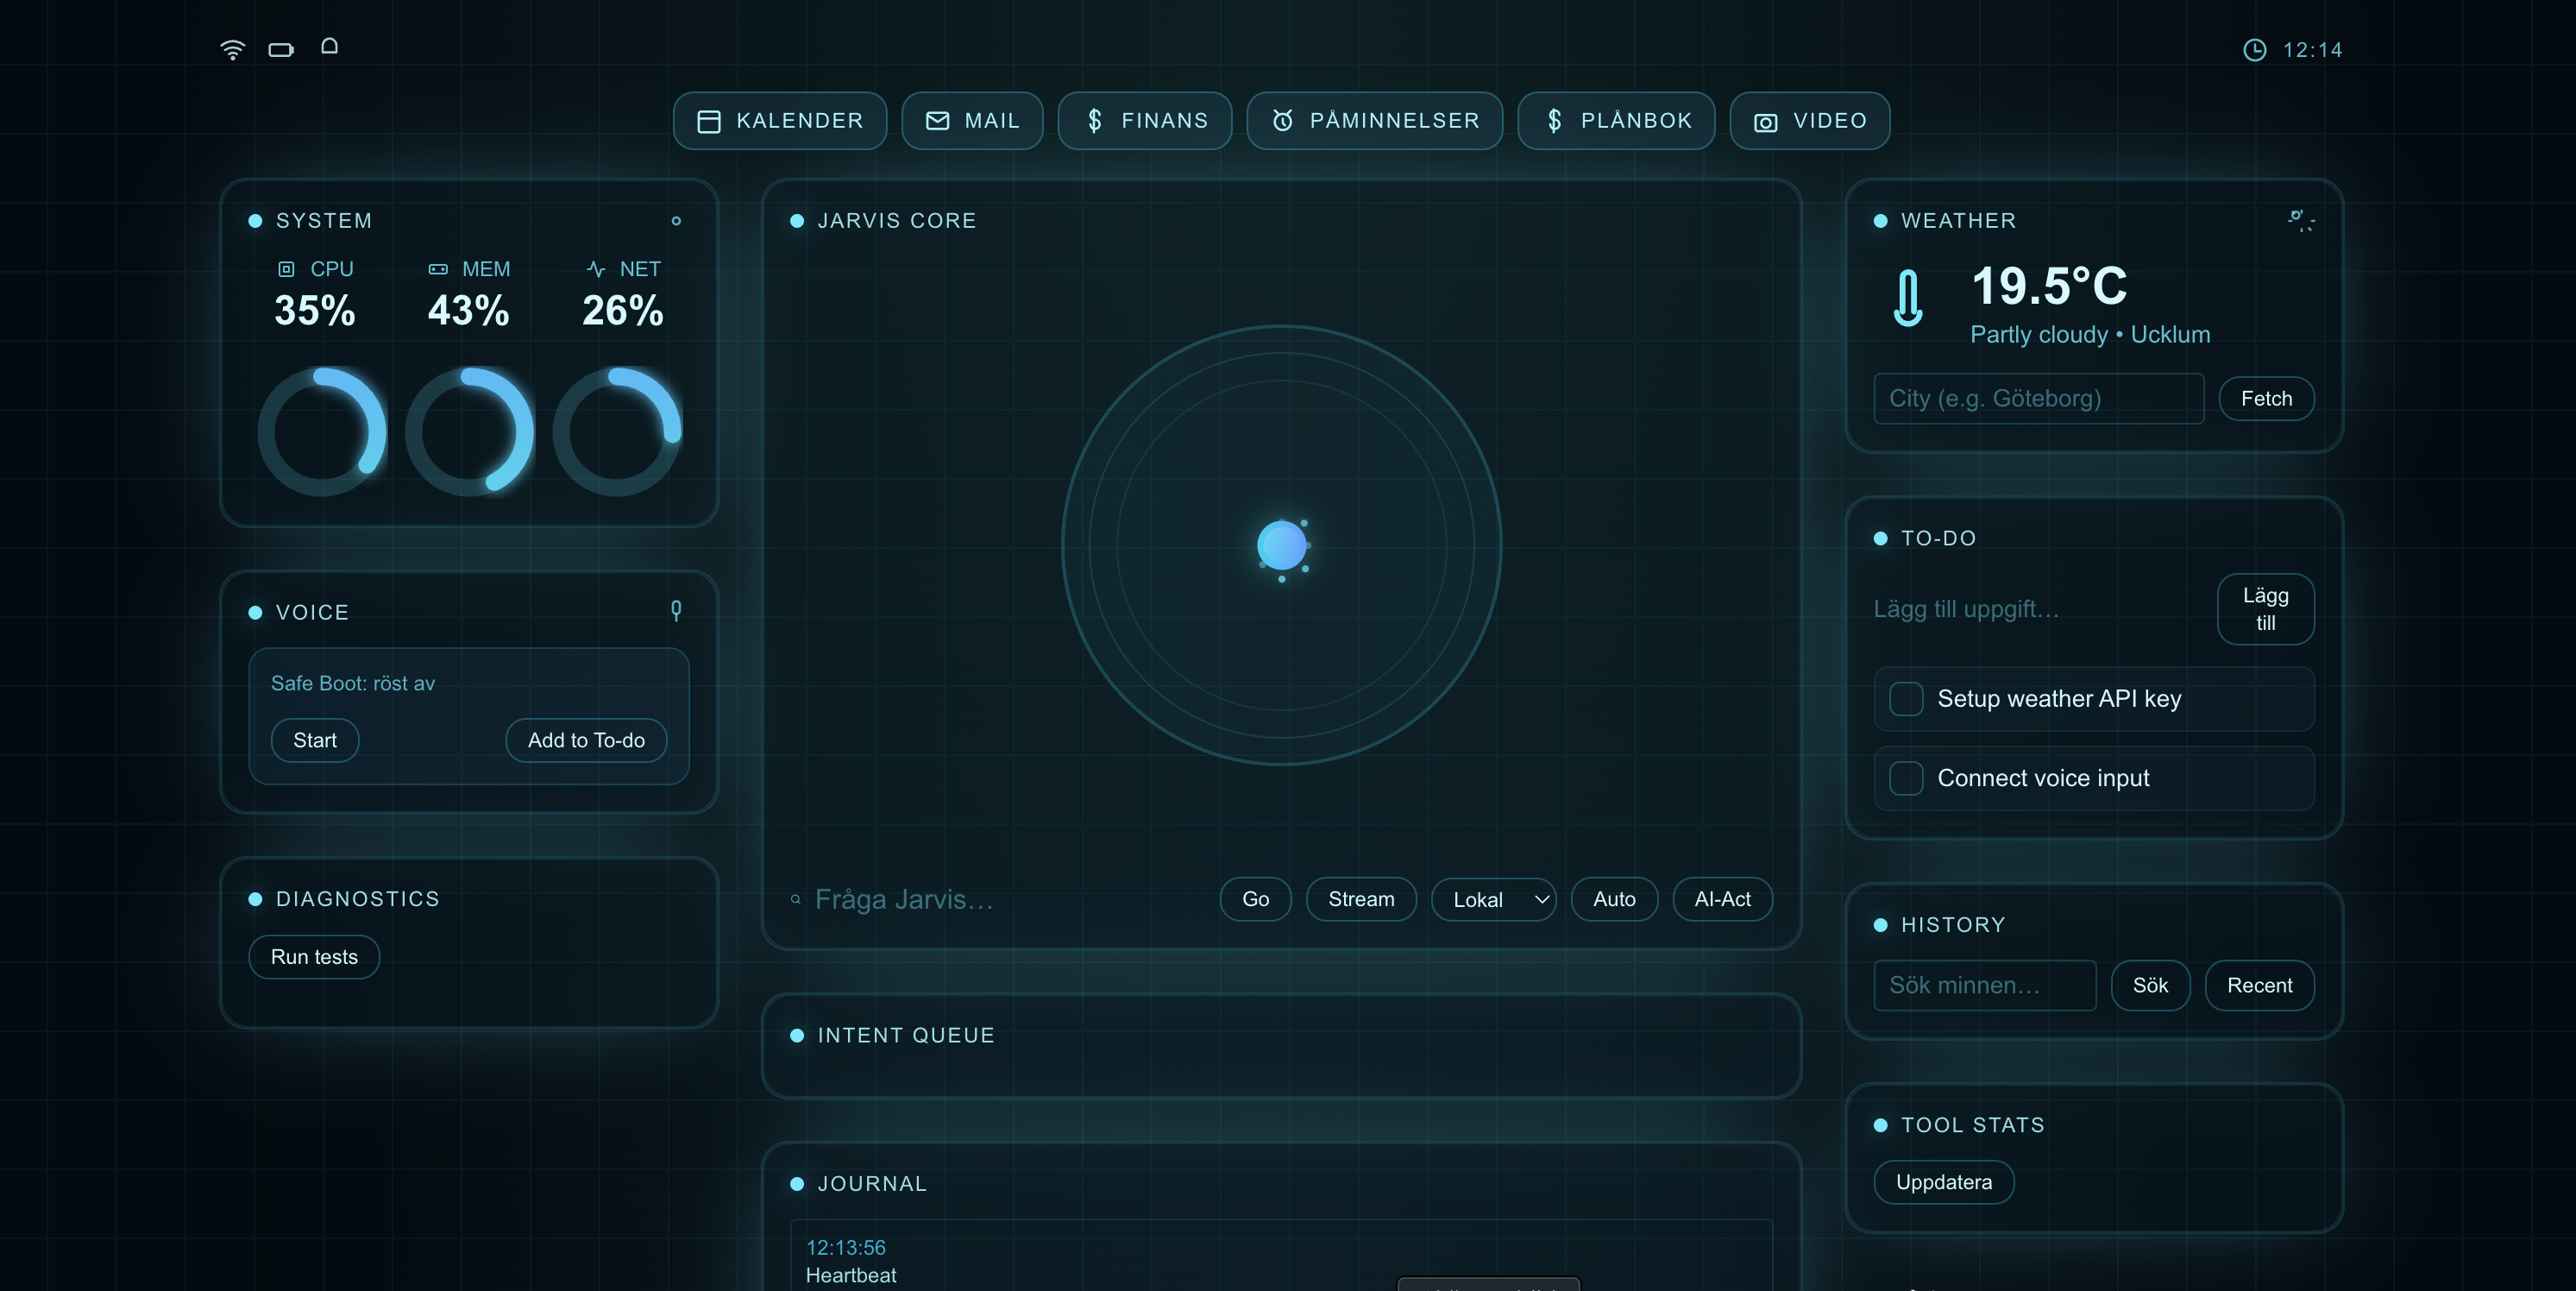 12:14
KALENDER
MAIL
FINANS
PÅMINNELSER
PLÅNBOK
VIDEO
SYSTEM
CPU
MEM
NET
35%
43%
26%
VOICE
Safe Boot: röst av
Start
Add to To-do
DIAGNOSTICS
Run tests
JARVIS CORE
Fråga Jarvis...
Go
Stream
Lokal
Auto
AI-Act
INTENT QUEUE
JOURNAL
12:13:56
Heartbeat
WEATHER
19.5°C
Partly cloudy • Ucklum
City (e.g. Göteborg)
Fetch
TO-DO
Lägg till uppgift...
Lägg
till
Setup weather API key
Connect voice input
HISTORY
Sök minnen...
Sök
Recent
TOOL STATS
Uppdatera